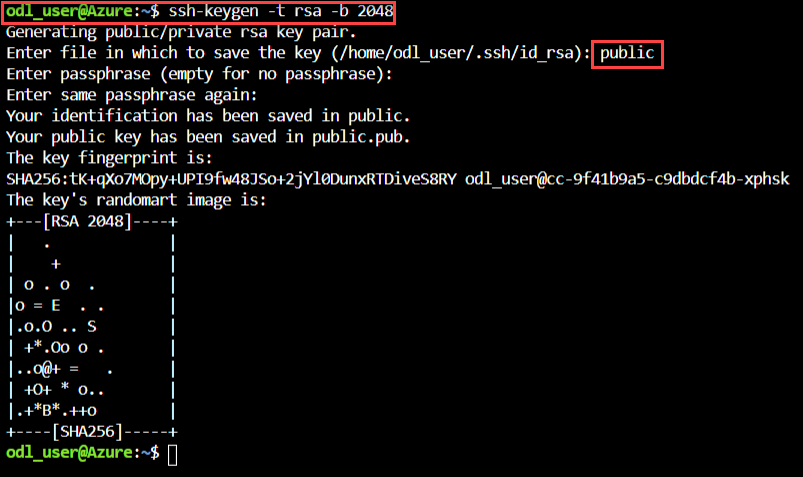 odl_user@Azure:~$ ssh-keygen -t rsa -b 2048
Generating public/private rsa key pair.
Enter file in which to save the key (/home/odl_user/.ssh/id_rsa): public
Enter passphrase (empty for no passphrase):
Enter same passphrase again:
Your identification has been saved in public.
Your public key has been saved in public.pub.
The key fingerprint is:
SHA256:tK+qXo7MOpy+UPI9fw48JSo+2jYl0DunxRTDiveS8RY odl_user@cc-9f41b9a5-c9dbdcf4b-xphsk
The key's randomart image is:
+---[RSA 2048]----+
|    .            |
|     +           |
|  o . o  .       |
|o = E  . .       |
|.o.O .. S        |
| +*.Oo o .       |
|..o@+ =   .      |
| +O+ * o..       |
|.+*B*.++o        |
+----[SHA256]-----+
odl_user@Azure:~$